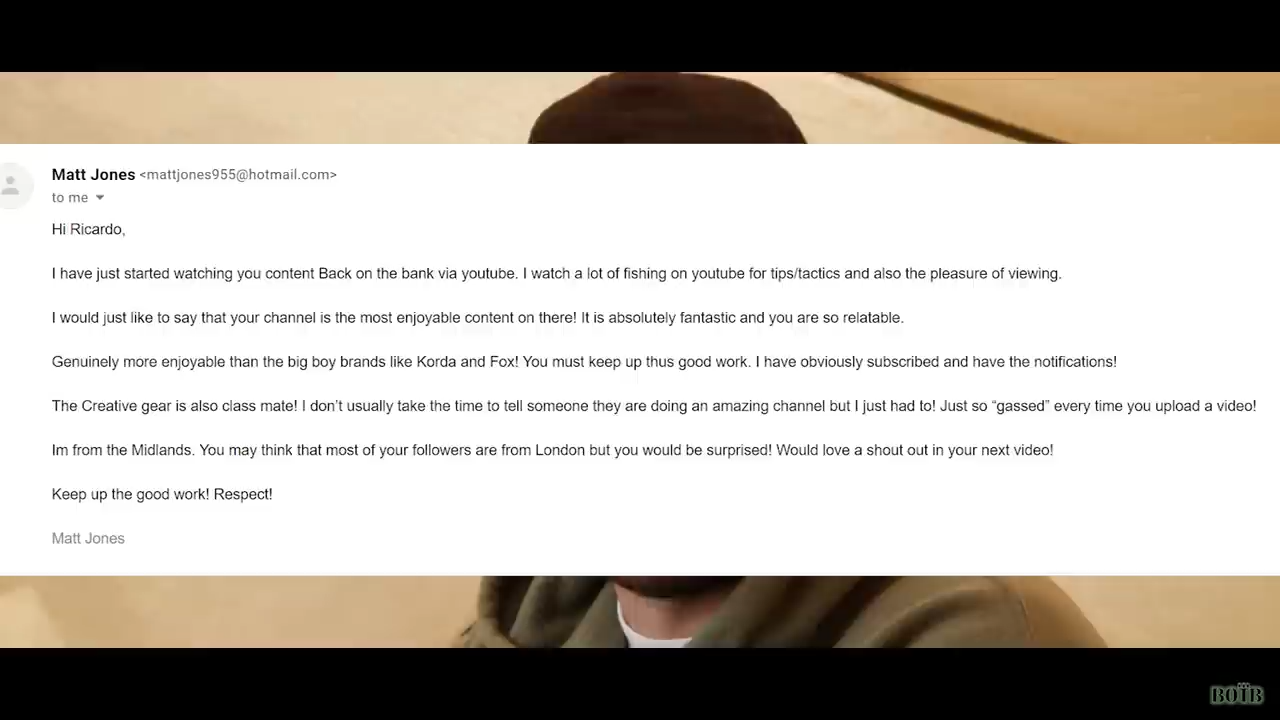 Matt Jones <mattjones955@hotmail.com>
to me
Hi Ricardo,
I have just started watching you content Back on the bank via youtube. I watch a lot of fishing on youtube for tips/tactics and also the pleasure of viewing.
I would just like to say that your channel is the most enjoyable content on there! It is absolutely fantastic and you are so relatable.
Genuinely more enjoyable than the big boy brands like Korda and Fox! You must keep up thus good work. I have obviously subscribed and have the notifications!
The Creative gear is also class mate! I don’t usually take the time to tell someone they are doing an amazing channel but I just had to! Just so “gassed” every time you upload a video!
Im from the Midlands. You may think that most of your followers are from London but you would be surprised! Would love a shout out in your next video!
Keep up the good work! Respect!
Matt Jones
BOTB